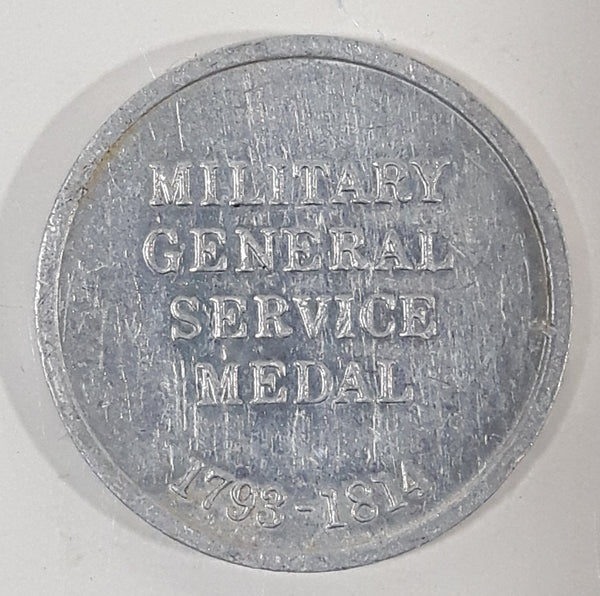 MILITARY
GENERAL
SERVICE
MEDAL
1793-1814